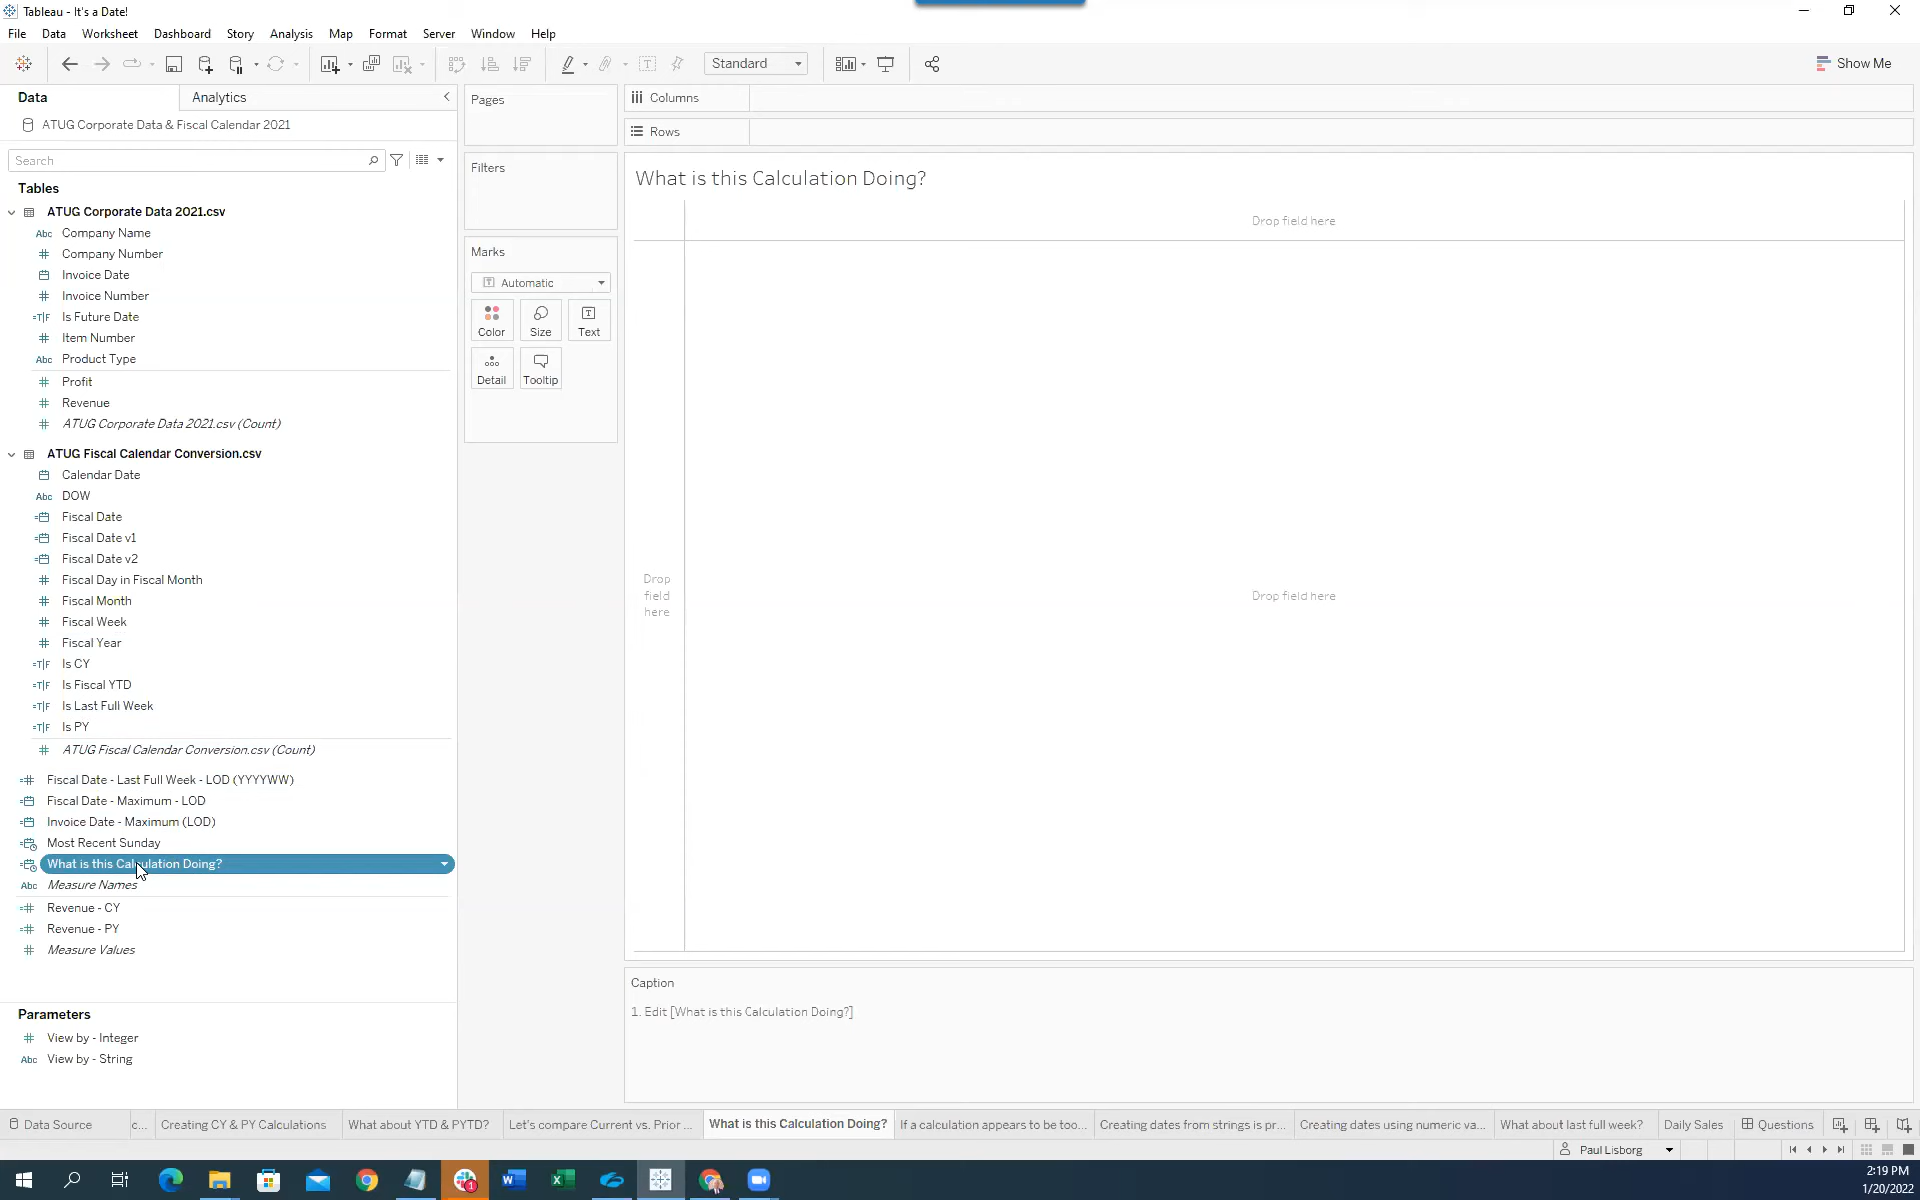 Tableau - It's a Date!
File Data Worksheet Dashboard Story Analysis Map Format Server Window Help
Standard
Show Me
Data Analytics
ATUG Corporate Data & Fiscal Calendar 2021
Search
Tables
ATUG Corporate Data 2021.csv
Abc Company Name
Company Number
Invoice Date
Invoice Number
=T|F Is Future Date
Item Number
Abc Product Type
Profit
Revenue
ATUG Corporate Data 2021.csv (Count)
ATUG Fiscal Calendar Conversion.csv
Calendar Date
Abc DOW
Fiscal Date
Fiscal Date v1
Fiscal Date v2
Fiscal Day in Fiscal Month
Fiscal Month
Fiscal Week
Fiscal Year
=T|F Is CY
=T|F Is Fiscal YTD
=T|F Is Last Full Week
=T|F Is PY
ATUG Fiscal Calendar Conversion.csv (Count)
Fiscal Date - Last Full Week - LOD (YYYYWW)
Fiscal Date - Maximum - LOD
Invoice Date - Maximum (LOD)
Most Recent Sunday
What is this Calculation Doing?
Abc Measure Names
Revenue - CY
Revenue - PY
Measure Values
Parameters
View by - Integer
Abc View by - String
Pages
Filters
Marks
Automatic
Color Size Text
Detail Tooltip
Columns
Rows
What is this Calculation Doing?
Drop field here
Drop
field
here
Drop field here
Caption
1. Edit [What is this Calculation Doing?]
Data Source c... Creating CY & PY Calculations What about YTD & PYTD? Let's compare Current vs. Prior ... What is this Calculation Doing? If a calculation appears to be too... Creating dates from strings is pr... Creating dates using numeric va... What about last full week? Daily Sales Questions
Paul Lisborg
2:19 PM
1/20/2022